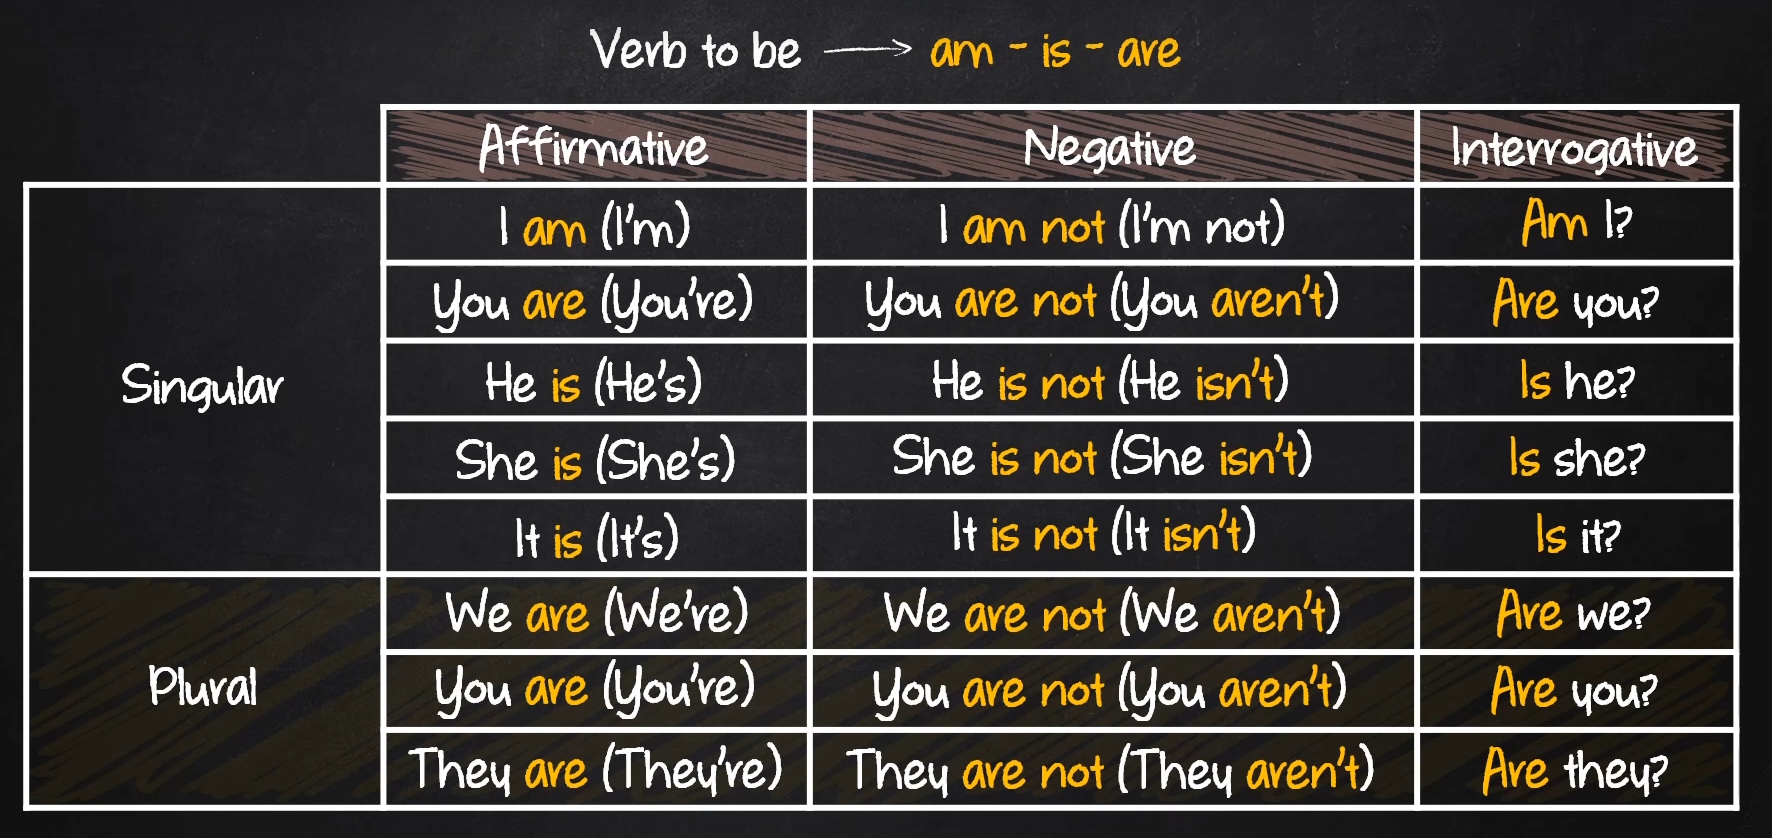 Verb to be → am - is - are
Affirmative Negative Interrogative
I am (I'm) I am not (I'm not) Am I?
You are (You're) You are not (You aren't) Are you?
Singular He is (He's) He is not (He isn't) Is he?
She is (She's) She is not (She isn't) Is she?
It is (It's) It is not (It isn't) Is it?
We are (We're) We are not (We aren't) Are we?
Plural You are (You're) You are not (You aren't) Are you?
They are (They're) They are not (They aren't) Are they?